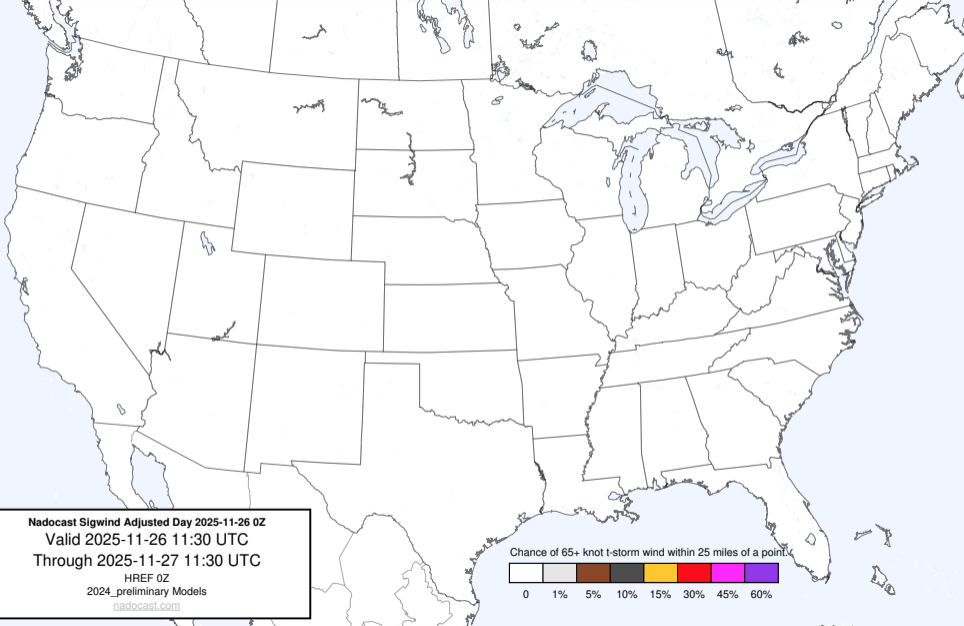 Nadocast Sigwind Adjusted Day 2025-11-26 0Z
Valid 2025-11-26 11:30 UTC
Through 2025-11-27 11:30 UTC
HREF 0Z
2024_preliminary Models
nadocast.com
Chance of 65+ knot t-storm wind within 25 miles of a point.
0 1% 5% 10% 15% 30% 45% 60%